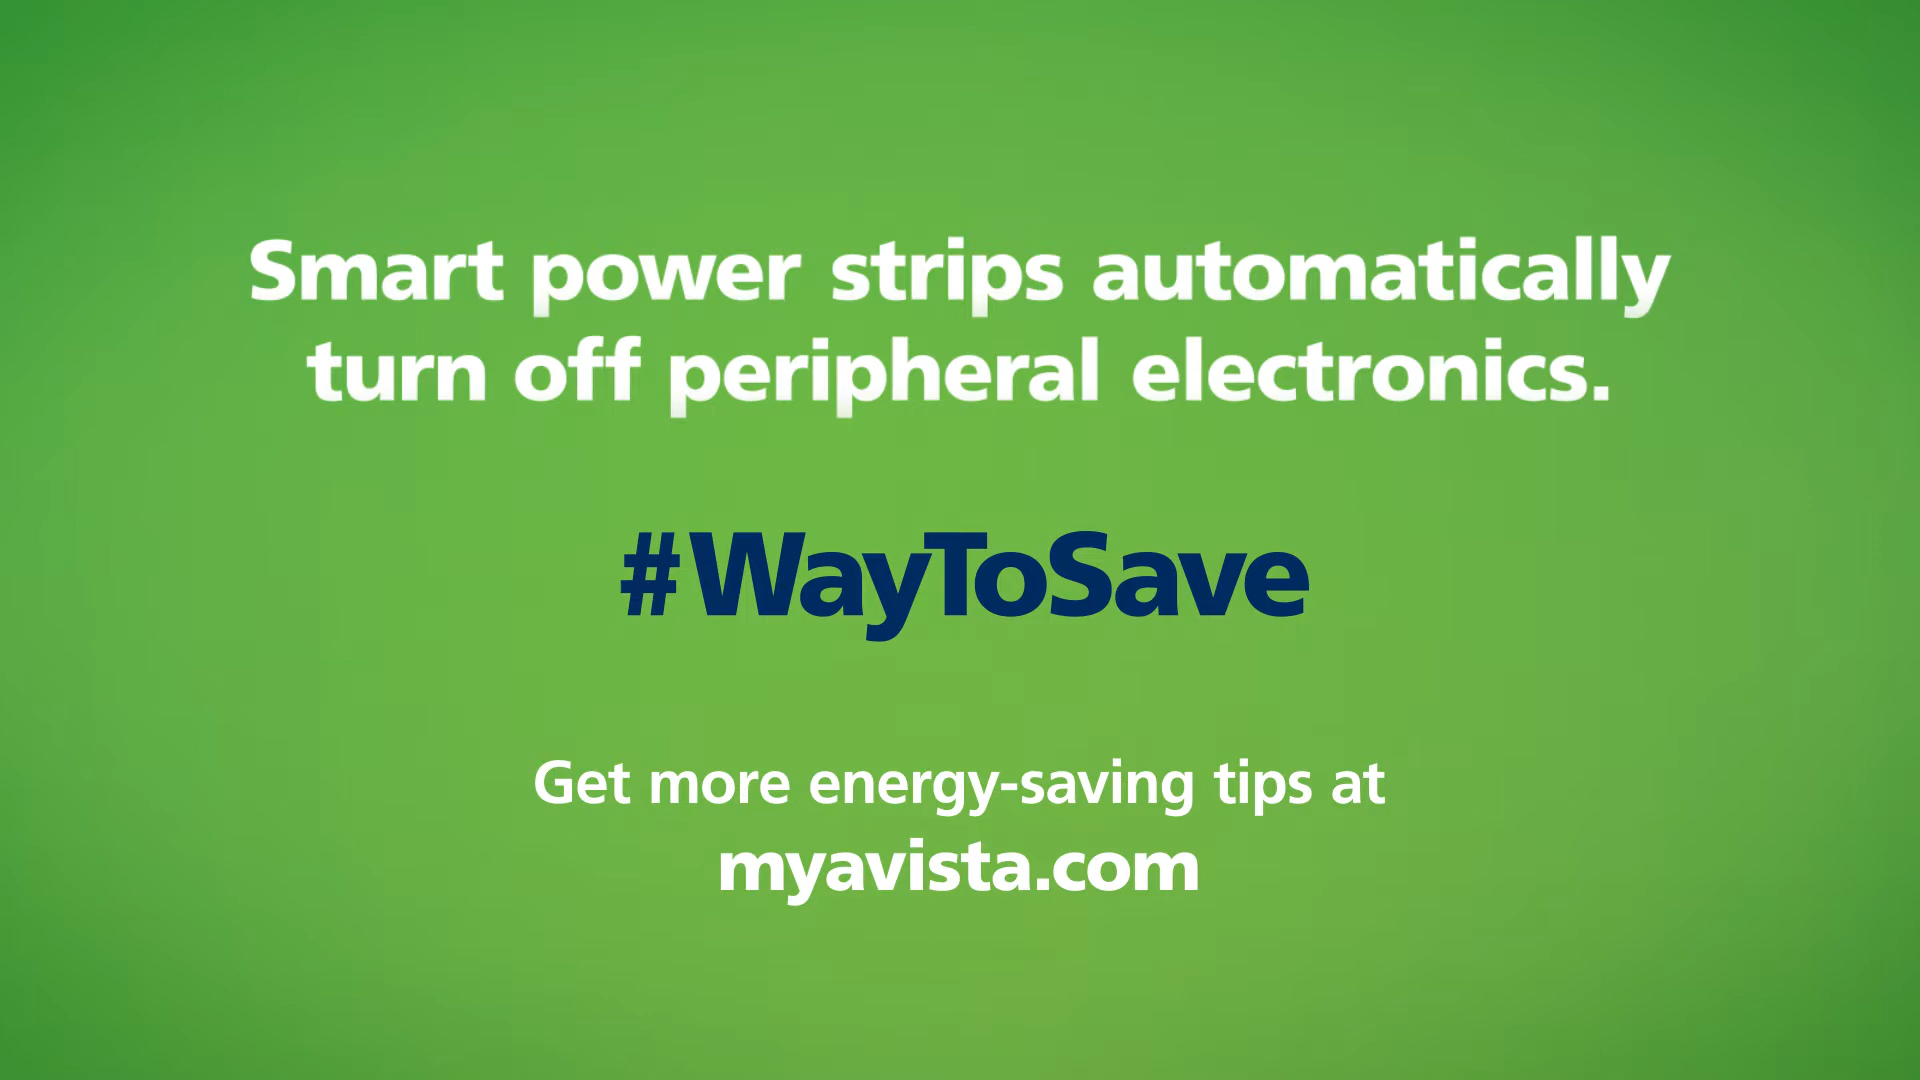 Smart power strips automatically
turn off peripheral electronics.
#WayToSave
Get more energy-saving tips at
myavista.com